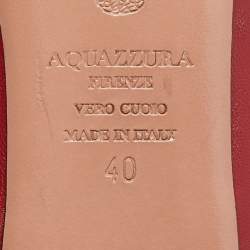 AQUAZZURA
FIRENZE
VERO CUOIO
MADE IN ITALY
40